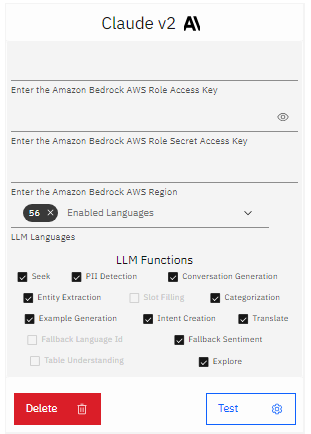 Claude v2
Enter the Amazon Bedrock AWS Role Access Key
Enter the Amazon Bedrock AWS Role Secret Access Key
Enter the Amazon Bedrock AWS Region
56 Enabled Languages
LLM Languages
LLM Functions
Seek PII Detection Conversation Generation
Entity Extraction Slot Filling Categorization
Example Generation Intent Creation Translate
Fallback Language Id Fallback Sentiment
Table Understanding Explore
Delete Test